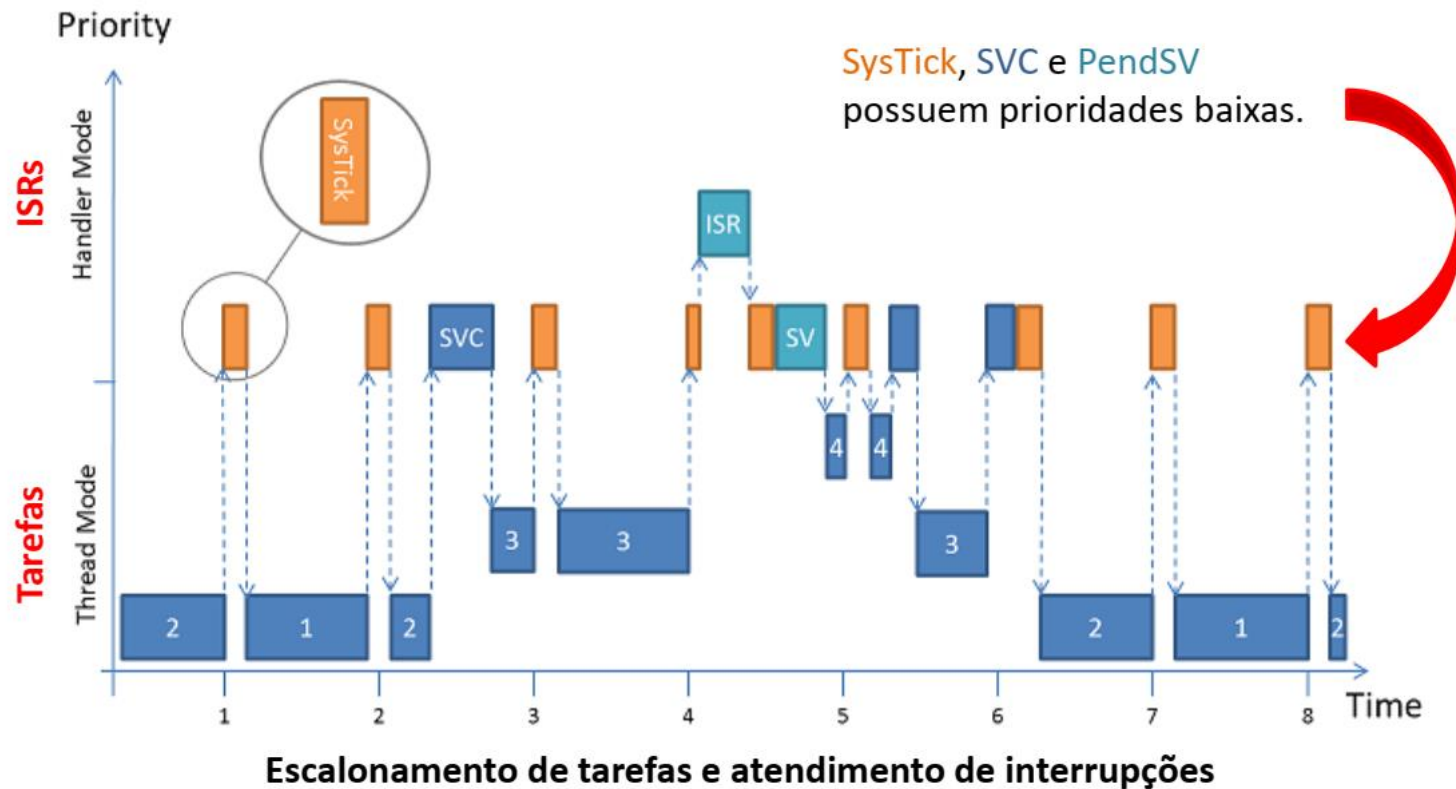 Priority
SysTick, SVC e PendSV
possuem prioridades baixas.
ISRs
Handler Mode
SysTick
ISR
SVC
SV
Tarefas
Thread Mode
4
4
3
3
3
2
1
2
2
1
2
1
2
3
4
5
6
7
8
Time
Escalonamento de tarefas e atendimento de interrupções